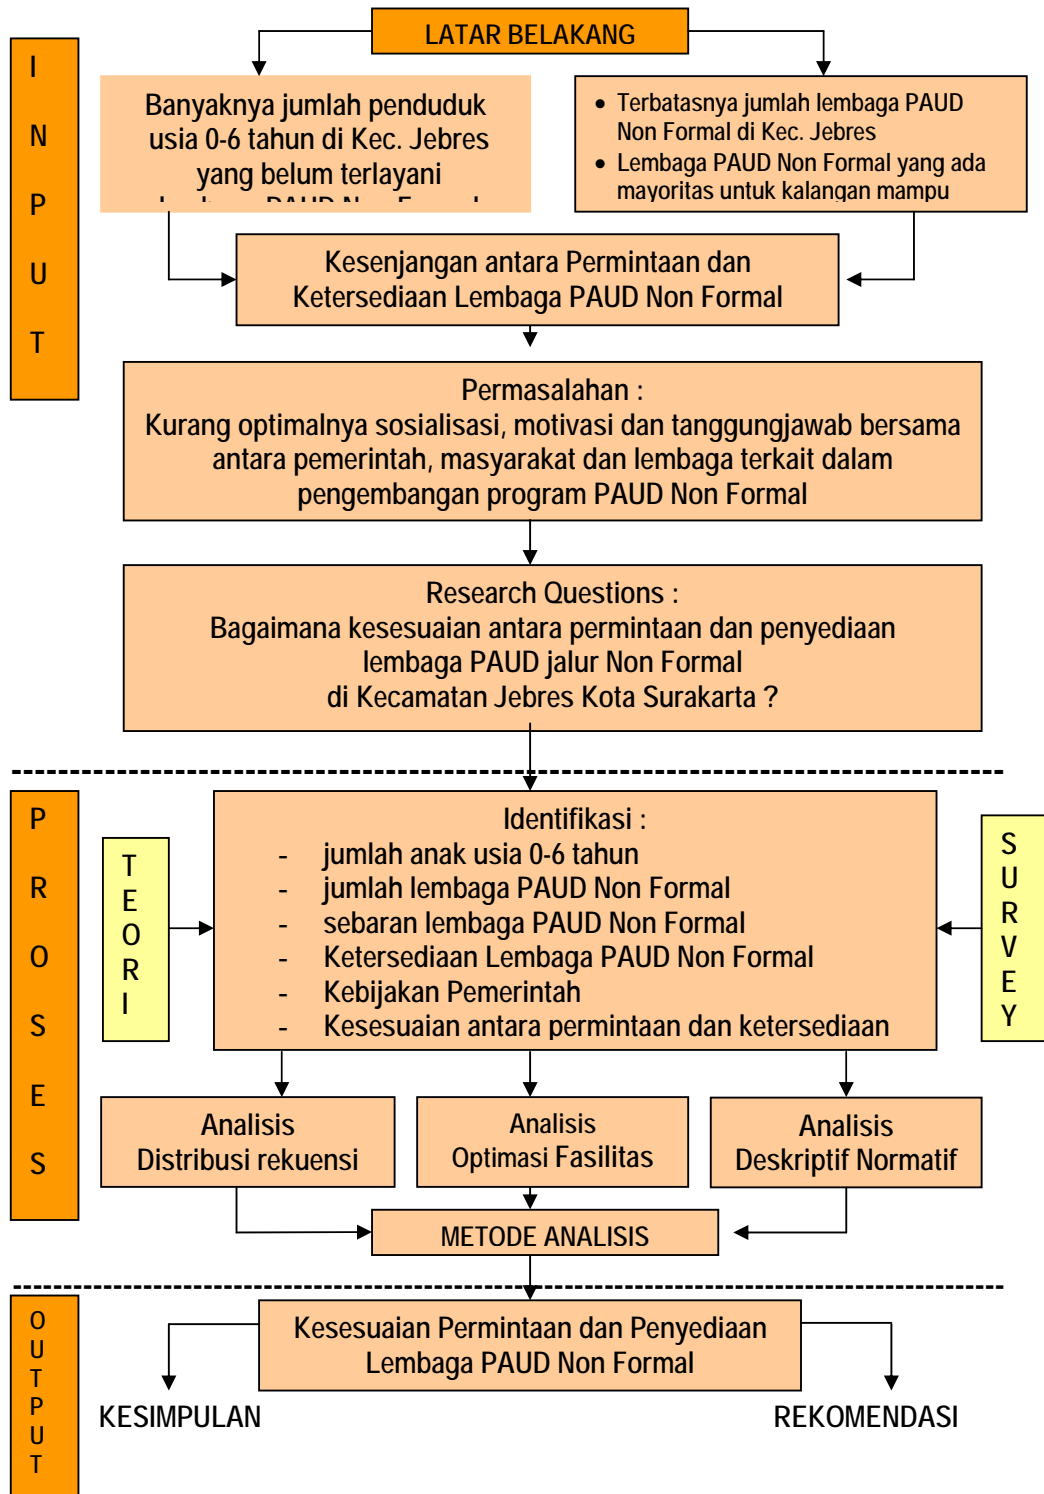 LATAR BELAKANG
I
N
P
U
T
Banyaknya jumlah penduduk
usia 0-6 tahun di Kec. Jebres
yang belum terlayani
PAUD Non Formal
• Terbatasnya jumlah lembaga PAUD
Non Formal di Kec. Jebres
• Lembaga PAUD Non Formal yang ada
mayoritas untuk kalangan mampu
Kesenjangan antara Permintaan dan
Ketersediaan Lembaga PAUD Non Formal
Permasalahan :
Kurang optimalnya sosialisasi, motivasi dan tanggungjawab bersama
antara pemerintah, masyarakat dan lembaga terkait dalam
pengembangan program PAUD Non Formal
Research Questions :
Bagaimana kesesuaian antara permintaan dan penyediaan
lembaga PAUD jalur Non Formal
di Kecamatan Jebres Kota Surakarta ?
P
R
O
S
E
S
T
E
O
R
I
Identifikasi :
- jumlah anak usia 0-6 tahun
- jumlah lembaga PAUD Non Formal
- sebaran lembaga PAUD Non Formal
- Ketersediaan Lembaga PAUD Non Formal
- Kebijakan Pemerintah
- Kesesuaian antara permintaan dan ketersediaan
S
U
R
V
E
Y
Analisis
Distribusi rekuensi
Analisis
Optimasi Fasilitas
Analisis
Deskriptif Normatif
METODE ANALISIS
O
U
T
P
U
T
Kesesuaian Permintaan dan Penyediaan
Lembaga PAUD Non Formal
KESIMPULAN
REKOMENDASI